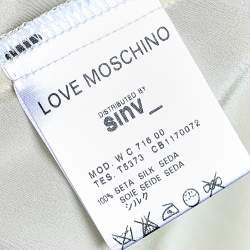 LOVE MOSCHINO
DISTRIBUTED BY
sinv_
MOD. W C 716 00
TES. T8373 CB1170072
100% SETA SILK SEDA
SOIE SEIDE SEDA
シルク